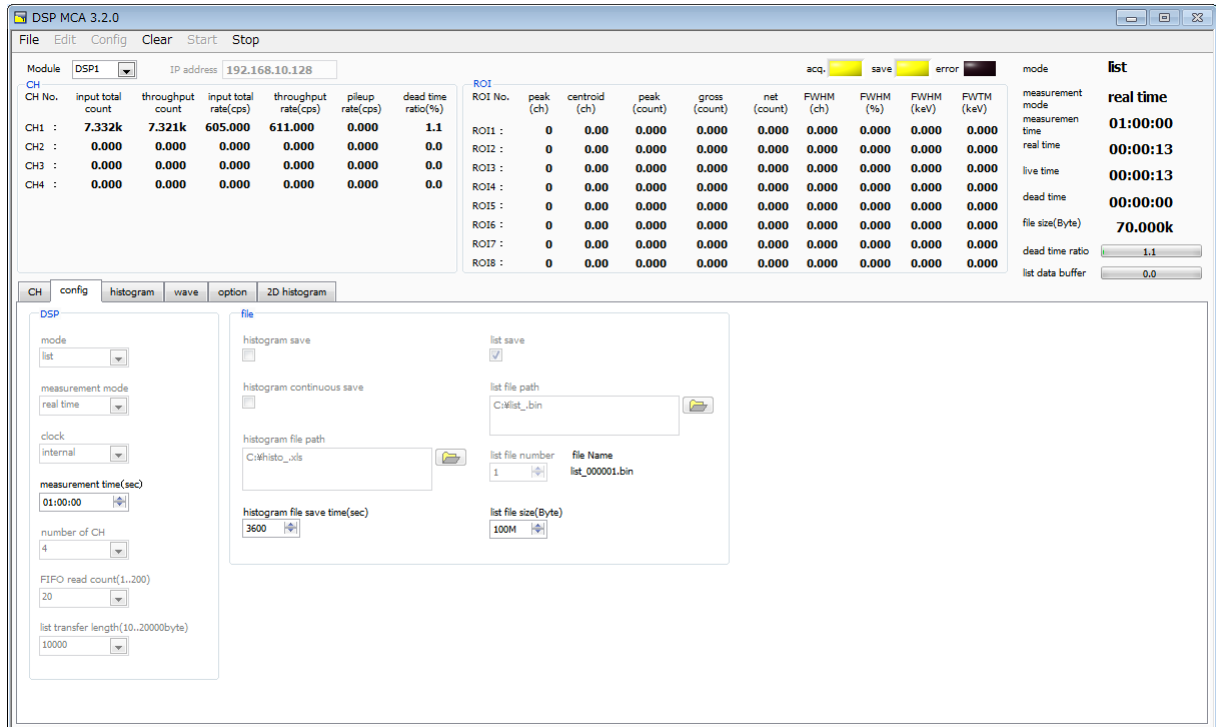 DSP MCA 3.2.0
File Edit Config Clear Start Stop
Module DSP1 IP address 192.168.10.128 acq. save error mode list
CH
CH No. input total count throughput count input total rate(cps) throughput rate(cps) pileup rate(cps) dead time ratio(%)
CH1 : 7.332k 7.321k 605.000 611.000 0.000 1.1
CH2 : 0.000 0.000 0.000 0.000 0.000 0.0
CH3 : 0.000 0.000 0.000 0.000 0.000 0.0
CH4 : 0.000 0.000 0.000 0.000 0.000 0.0
ROI
ROI No. peak (ch) centroid (ch) peak (count) gross (count) net (count) FWHM (ch) FWHM (%) FWHM (keV) FWTM (keV)
ROI1 : 0 0.00 0.000 0.000 0.000 0.000 0.000 0.000 0.000
ROI2 : 0 0.00 0.000 0.000 0.000 0.000 0.000 0.000 0.000
ROI3 : 0 0.00 0.000 0.000 0.000 0.000 0.000 0.000 0.000
ROI4 : 0 0.00 0.000 0.000 0.000 0.000 0.000 0.000 0.000
ROI5 : 0 0.00 0.000 0.000 0.000 0.000 0.000 0.000 0.000
ROI6 : 0 0.00 0.000 0.000 0.000 0.000 0.000 0.000 0.000
ROI7 : 0 0.00 0.000 0.000 0.000 0.000 0.000 0.000 0.000
ROI8 : 0 0.00 0.000 0.000 0.000 0.000 0.000 0.000 0.000
measurement mode real time
measuremen time 01:00:00
real time 00:00:13
live time 00:00:13
dead time 00:00:00
file size(Byte) 70.000k
dead time ratio 1.1
list data buffer 0.0
CH config histogram wave option 2D histogram
DSP
mode
list
measurement mode
real time
clock
internal
measurement time(sec)
01:00:00
number of CH
4
FIFO read count(1..200)
20
list transfer length(10..20000byte)
10000
file
histogram save
histogram continuous save
histogram file path
C:¥histo_.xls
histogram file save time(sec)
3600
list save
list file path
C:¥list_.bin
list file number file Name
1 list_000001.bin
list file size(Byte)
100M